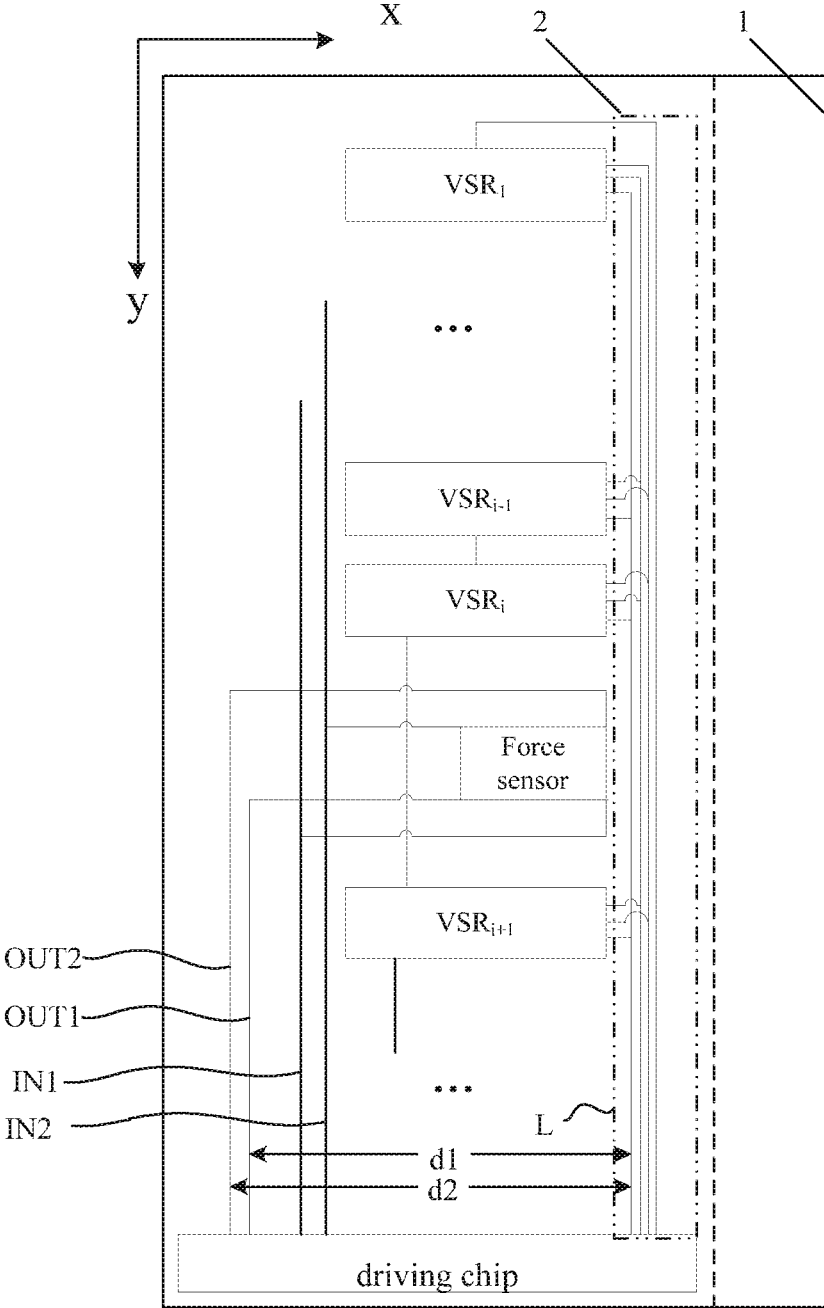 x
2
1
y
VSR1
...
VSRi-1
VSRi
Force
sensor
VSRi+1
OUT2
OUT1
IN1
IN2
...
L
d1
d2
driving chip